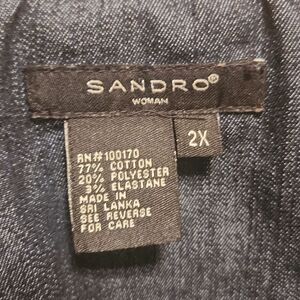 SANDRO®
WOMAN
2X
RN#100170
77% COTTON
20% POLYESTER
3% ELASTANE
MADE IN
SRI LANKA
SEE REVERSE
FOR CARE